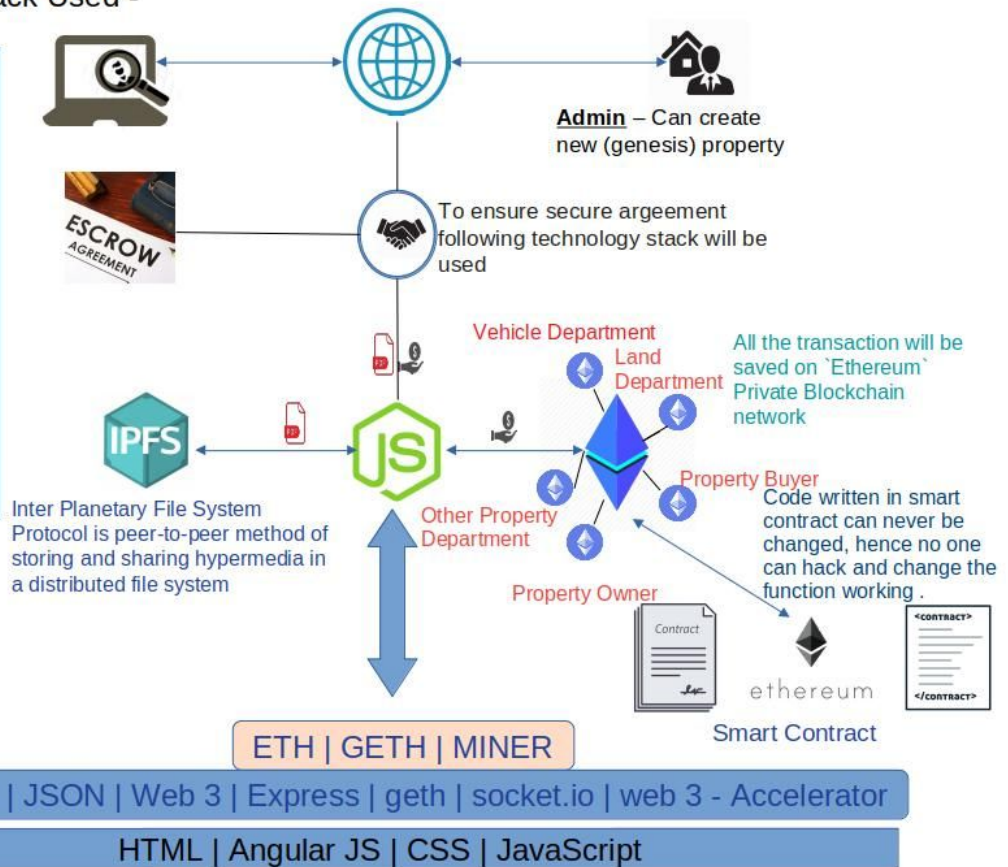 ack Used -
Admin – Can create
new (genesis) property
ESCROW
AGREEMENT
To ensure secure argeement
following technology stack will be
used
PDF
Vehicle Department
Land
Department
All the transaction will be
saved on `Ethereum`
Private Blockchain
network
IPFS
PDF
JS
Inter Planetary File System
Protocol is peer-to-peer method of
storing and sharing hypermedia in
a distributed file system
Other Property
Department
Property Buyer
Code written in smart
contract can never be
changed, hence no one
can hack and change the
function working .
Property Owner
Contract
ethereum
<contract>
</contract>
Smart Contract
ETH | GETH | MINER
| JSON | Web 3 | Express | geth | socket.io | web 3 - Accelerator
HTML | Angular JS | CSS | JavaScript